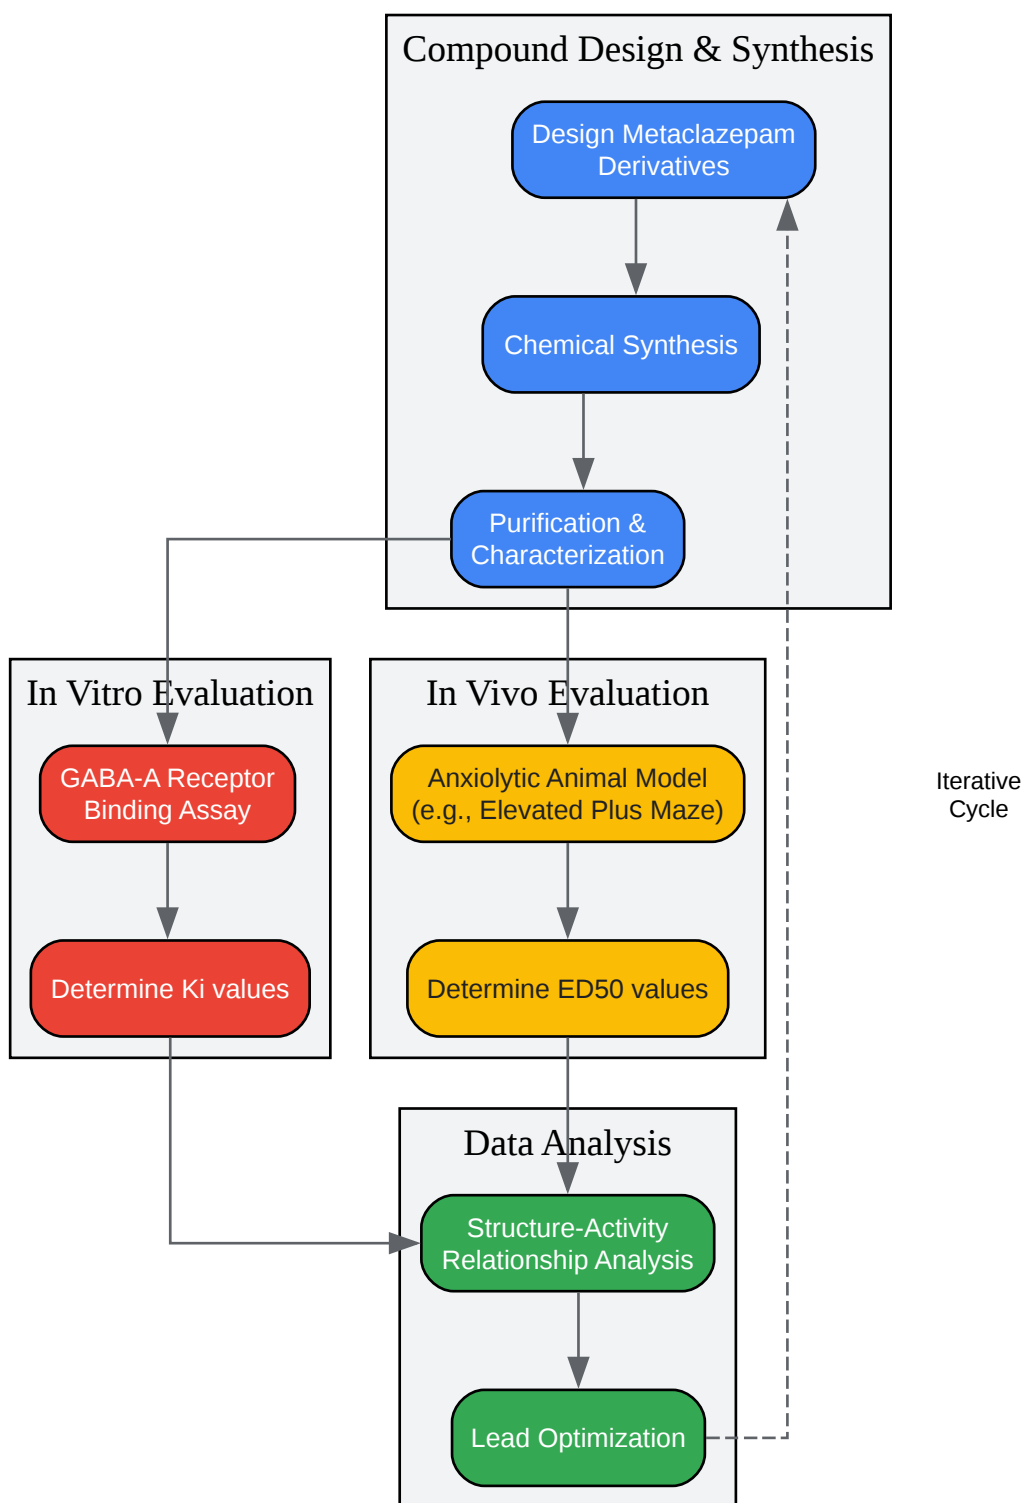 Compound Design & Synthesis
Design Metaclazepam
Derivatives
Chemical Synthesis
Purification &
Characterization
In Vitro Evaluation
GABA-A Receptor
Binding Assay
Determine Ki values
In Vivo Evaluation
Anxiolytic Animal Model
(e.g., Elevated Plus Maze)
Determine ED50 values
Iterative
Cycle
Data Analysis
Structure-Activity
Relationship Analysis
Lead Optimization